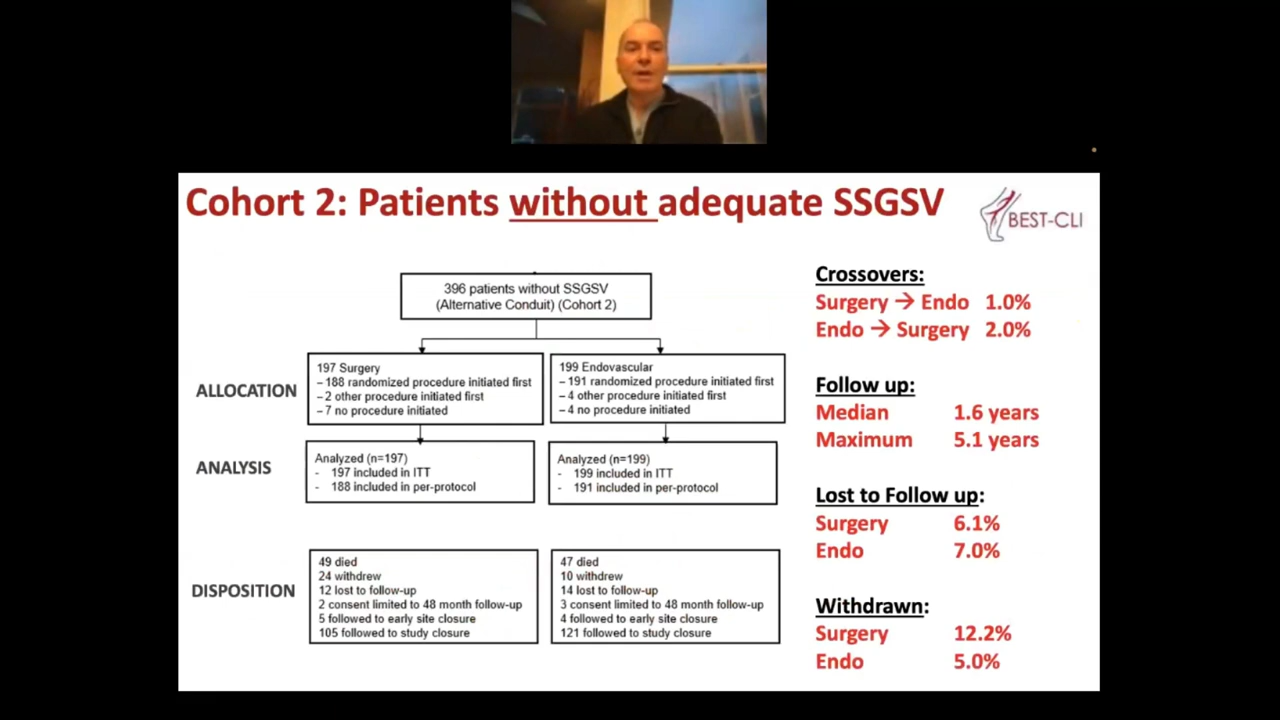 Cohort 2: Patients without adequate SSGSV
BEST-CLI
396 patients without SSGSV
(Alternative Conduit) (Cohort 2)
ALLOCATION
197 Surgery
– 188 randomized procedure initiated first
– 2 other procedure initiated first
– 7 no procedure initiated
199 Endovascular
– 191 randomized procedure initiated first
– 4 other procedure initiated first
– 4 no procedure initiated
ANALYSIS
Analyzed (n=197)
- 197 included in ITT
- 188 included in per-protocol
Analyzed (n=199)
- 199 included in ITT
- 191 included in per-protocol
DISPOSITION
49 died
24 withdrew
12 lost to follow-up
2 consent limited to 48 month follow-up
5 followed to early site closure
105 followed to study closure
47 died
10 withdrew
14 lost to follow-up
3 consent limited to 48 month follow-up
4 followed to early site closure
121 followed to study closure
Crossovers:
Surgery → Endo 1.0%
Endo → Surgery 2.0%
Follow up:
Median 1.6 years
Maximum 5.1 years
Lost to Follow up:
Surgery 6.1%
Endo 7.0%
Withdrawn:
Surgery 12.2%
Endo 5.0%